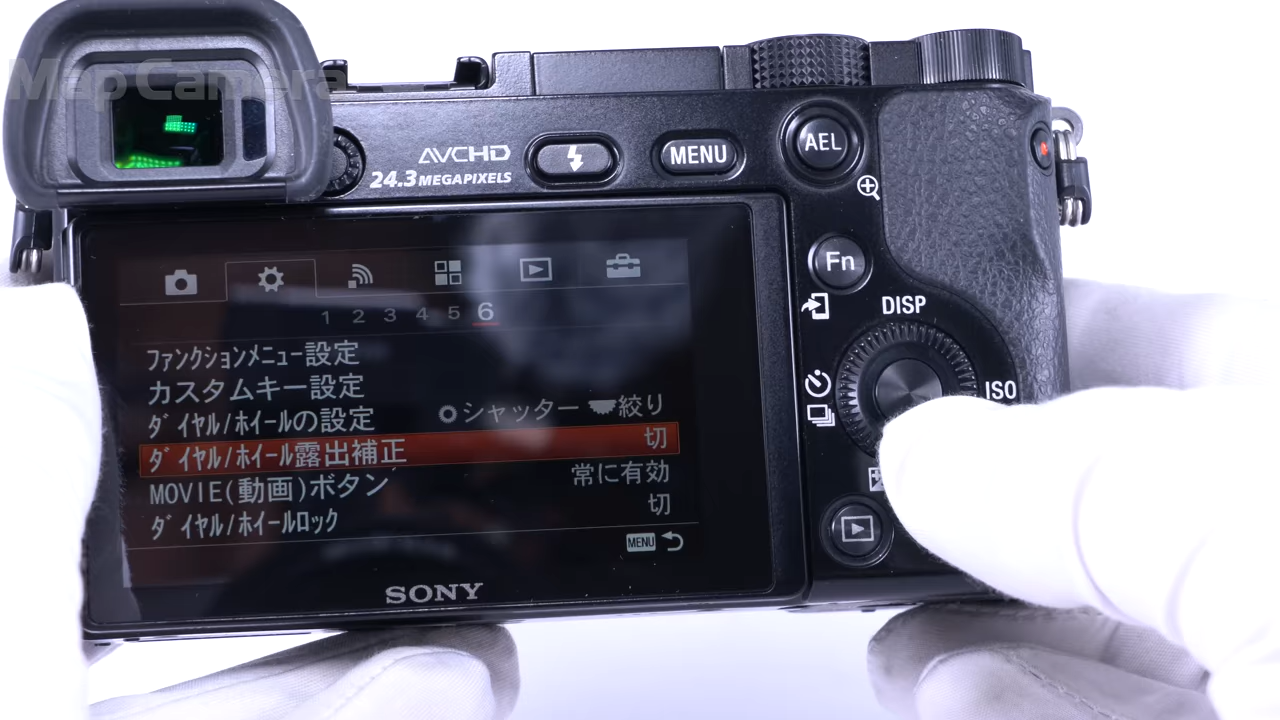 Map Camera
AVCHD
24.3 MEGAPIXELS
MENU
AEL
Fn
DISP
ISO
1 2 3 4 5 6
ファンクションメニュー設定
カスタムキー設定
ダイヤル/ホイールの設定 シャッター 絞り
ダイヤル/ホイール露出補正 切
MOVIE(動画)ボタン 常に有効
ダイヤル/ホイールロック 切
MENU
SONY